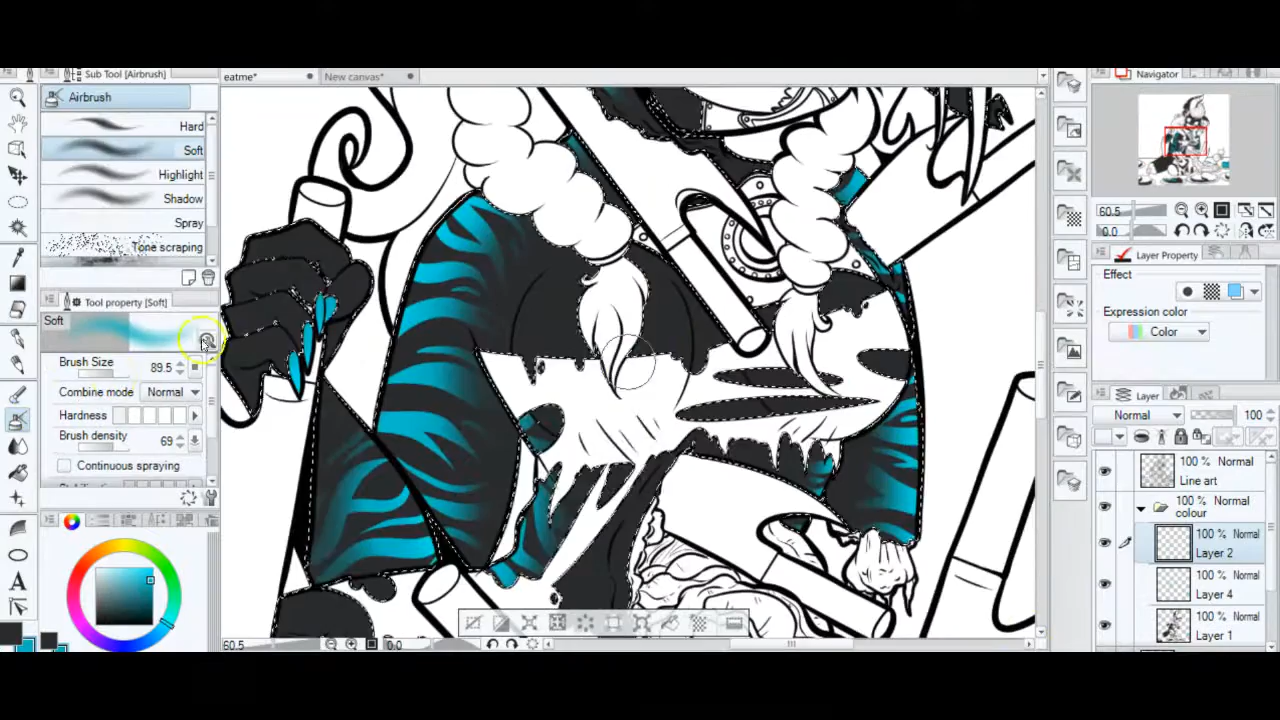 Sub Tool [Airbrush]
Airbrush
Hard
Soft
Highlight
Shadow
Spray
Tone scraping
Tool property [Soft]
Soft
Brush Size 89.5
Combine mode Normal
Hardness
Brush density 69
Continuous spraying
eatme*
New canvas*
60.5
0.0
Navigator
60.5
0.0
Layer Property
Effect
Expression color
Color
Layer
Normal 100
100 % Normal
Line art
100 % Normal
colour
100 % Normal
Layer 2
100 % Normal
Layer 4
100 % Normal
Layer 1